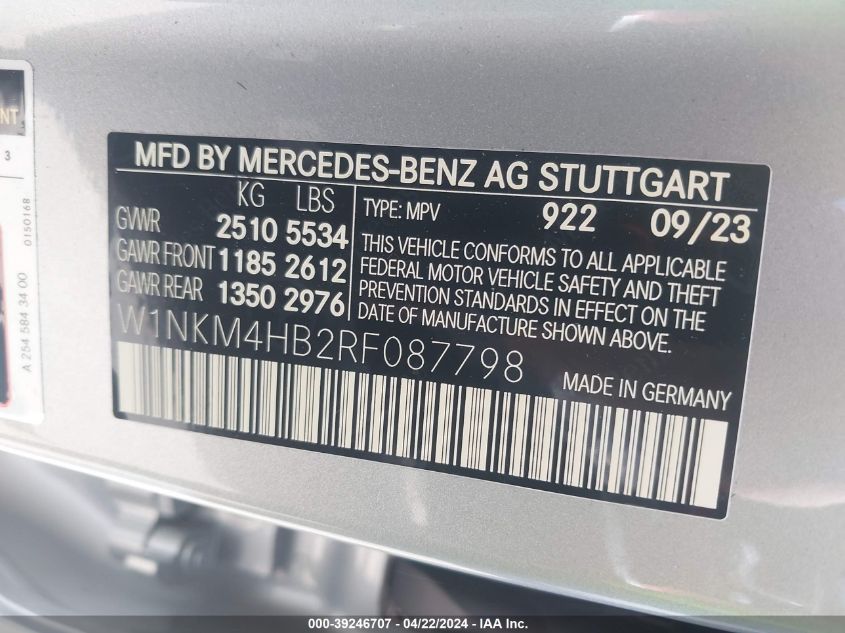 NT
3
0150168
A 254 584 34 00
MFD BY MERCEDES-BENZ AG STUTTGART
KG LBS
GVWR 2510 5534
GAWR FRONT 1185 2612
GAWR REAR 1350 2976
TYPE: MPV 922 09/23
THIS VEHICLE CONFORMS TO ALL APPLICABLE
FEDERAL MOTOR VEHICLE SAFETY AND THEFT
PREVENTION STANDARDS IN EFFECT ON THE
DATE OF MANUFACTURE SHOWN ABOVE.
W1NKM4HB2RF087798
MADE IN GERMANY
000-39246707 - 04/22/2024 - IAA Inc.